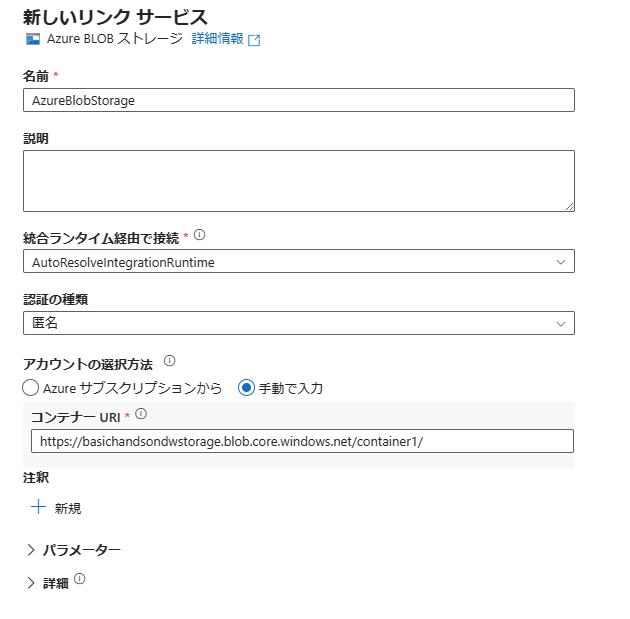 新しいリンク サービス
Azure BLOB ストレージ 詳細情報
名前 *
AzureBlobStorage
説明
統合ランタイム経由で接続 *
AutoResolveIntegrationRuntime
認証の種類
匿名
アカウントの選択方法
Azure サブスクリプションから 手動で入力
コンテナー URI *
https://basichandsondwstorage.blob.core.windows.net/container1/
注釈
新規
パラメーター
詳細